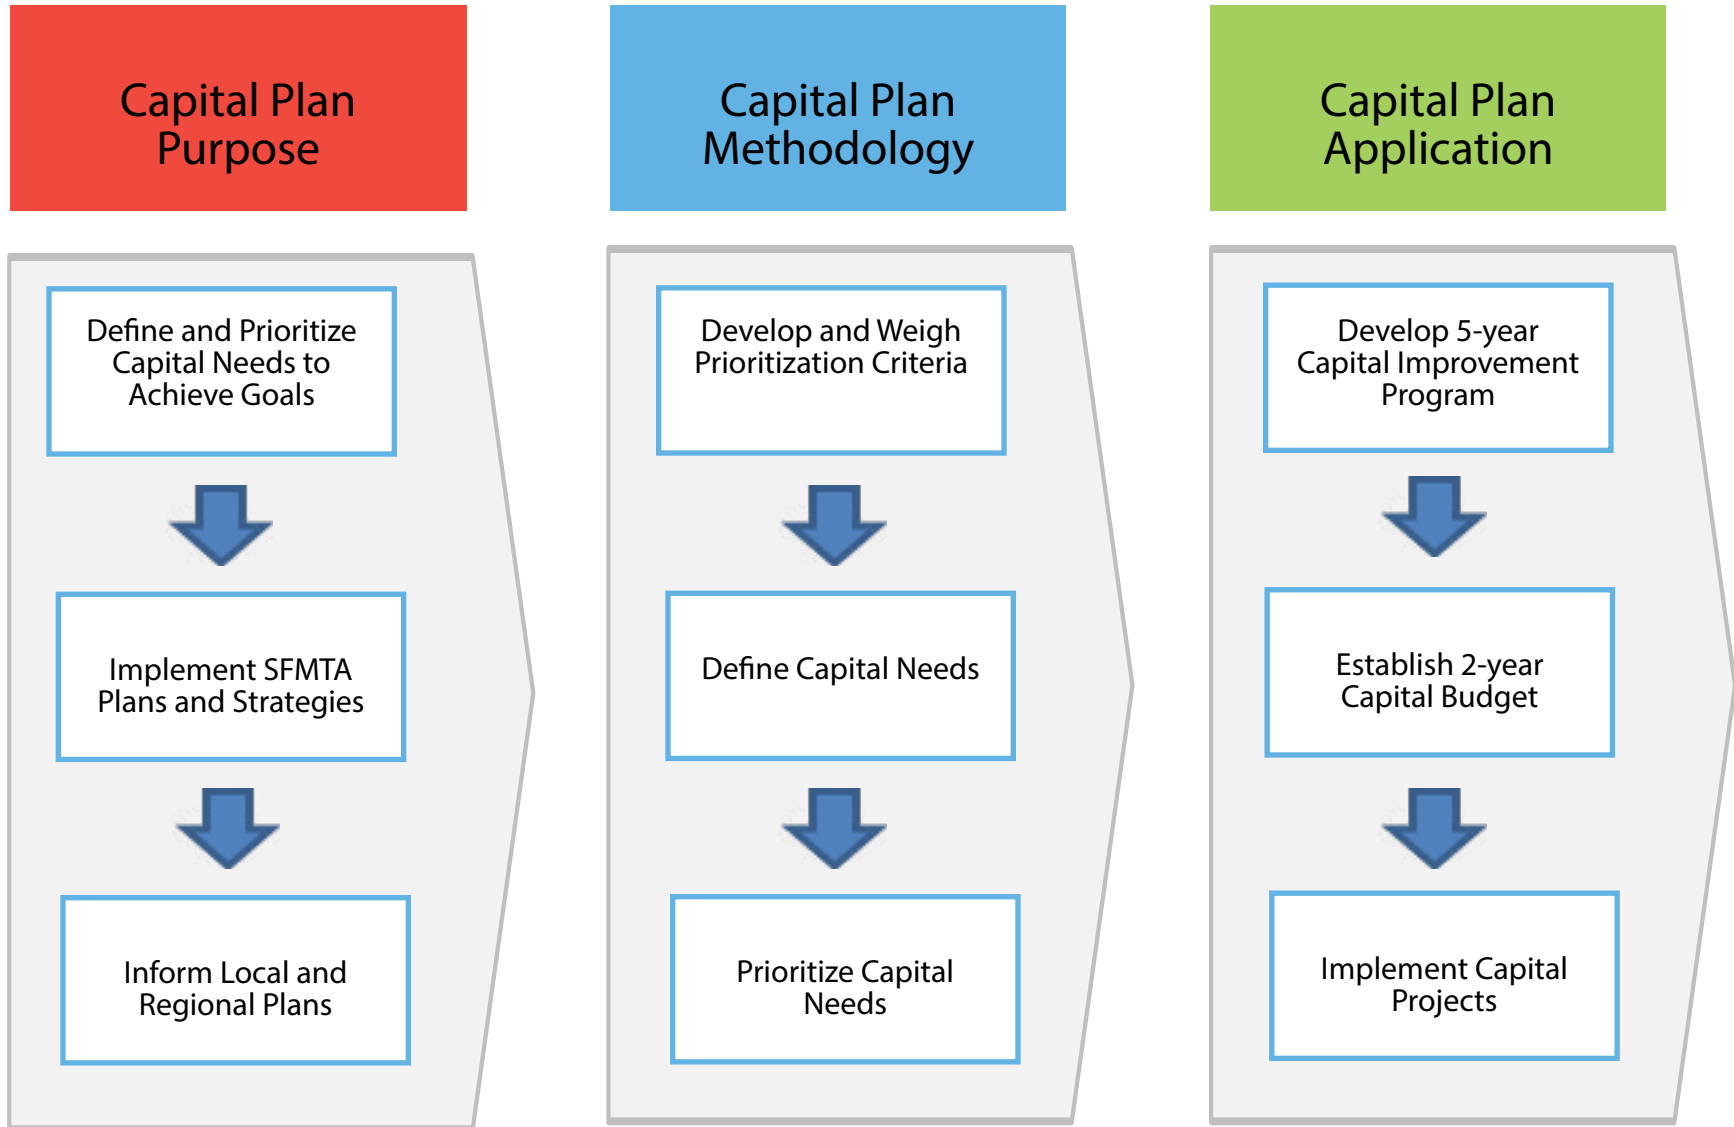 Capital Plan
Purpose
Define and Prioritize
Capital Needs to
Achieve Goals
Implement SFMTA
Plans and Strategies
Inform Local and
Regional Plans
Capital Plan
Methodology
Develop and Weigh
Prioritization Criteria
Define Capital Needs
Prioritize Capital
Needs
Capital Plan
Application
Develop 5-year
Capital Improvement
Program
Establish 2-year
Capital Budget
Implement Capital
Projects